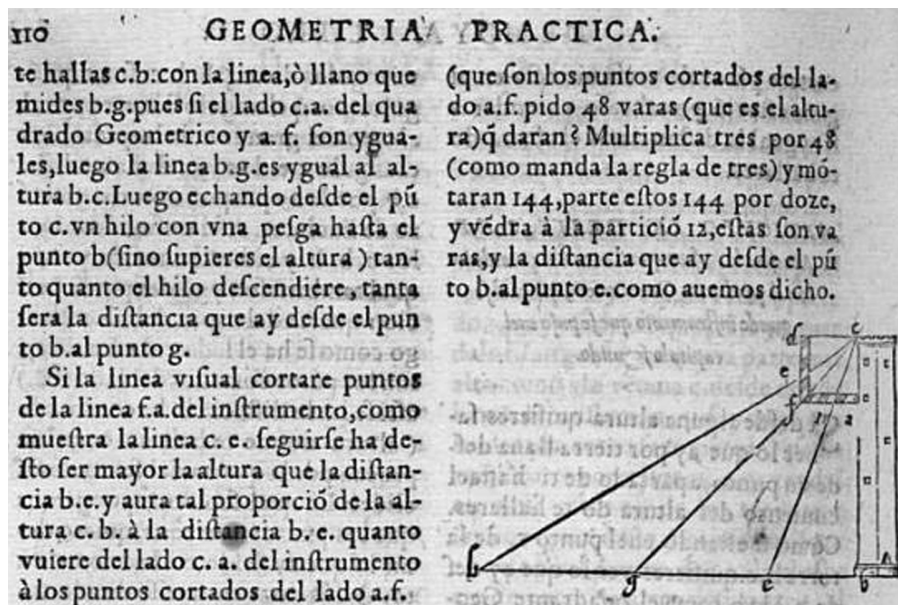 110 GEOMETRIA PRACTICA.
te hallas c.b:con la linea,ò llano que
mides b.g.pues ſi el lado c.a. del qua
drado Geometrico y a. f. ſon ygua-
les,luego la linea b.g.es ygual al al-
tura b.c.Luego echando deſde el pũ
to c.vn hilo con vna peſga haſta el
punto b(ſino ſupieres el altura) tan-
to quanto el hilo deſcendiere, tanta
ſera la diſtancia que ay deſde el pun
to b.al punto g.
Si la linea viſual cortare puntos
de la linea f.a.del inſtrumento,como
mueſtra la linea c. e. ſeguirſe ha de-
ſto ſer mayor la altura que la diſtan-
cia b.e.y aura tal proporció de la al-
tura c. b. à la diſtancia b. e. quanto
vuiere del lado c. a. del inſtrumento
à los puntos cortados del lado a.f.
(que ſon los puntos cortados del la-
do a.f. pido 48 varas (que es el altu-
ra)q̃ daran? Multiplica tres por 48
(como manda la regla de tres) y mó-
taran 144,parte eſtos 144 por doze,
y védra à la partició 12,eſtas ſon va
ras,y la diſtancia que ay deſde el pũ
to b.al punto e.como auemos dicho.
d c
e
a
g e b